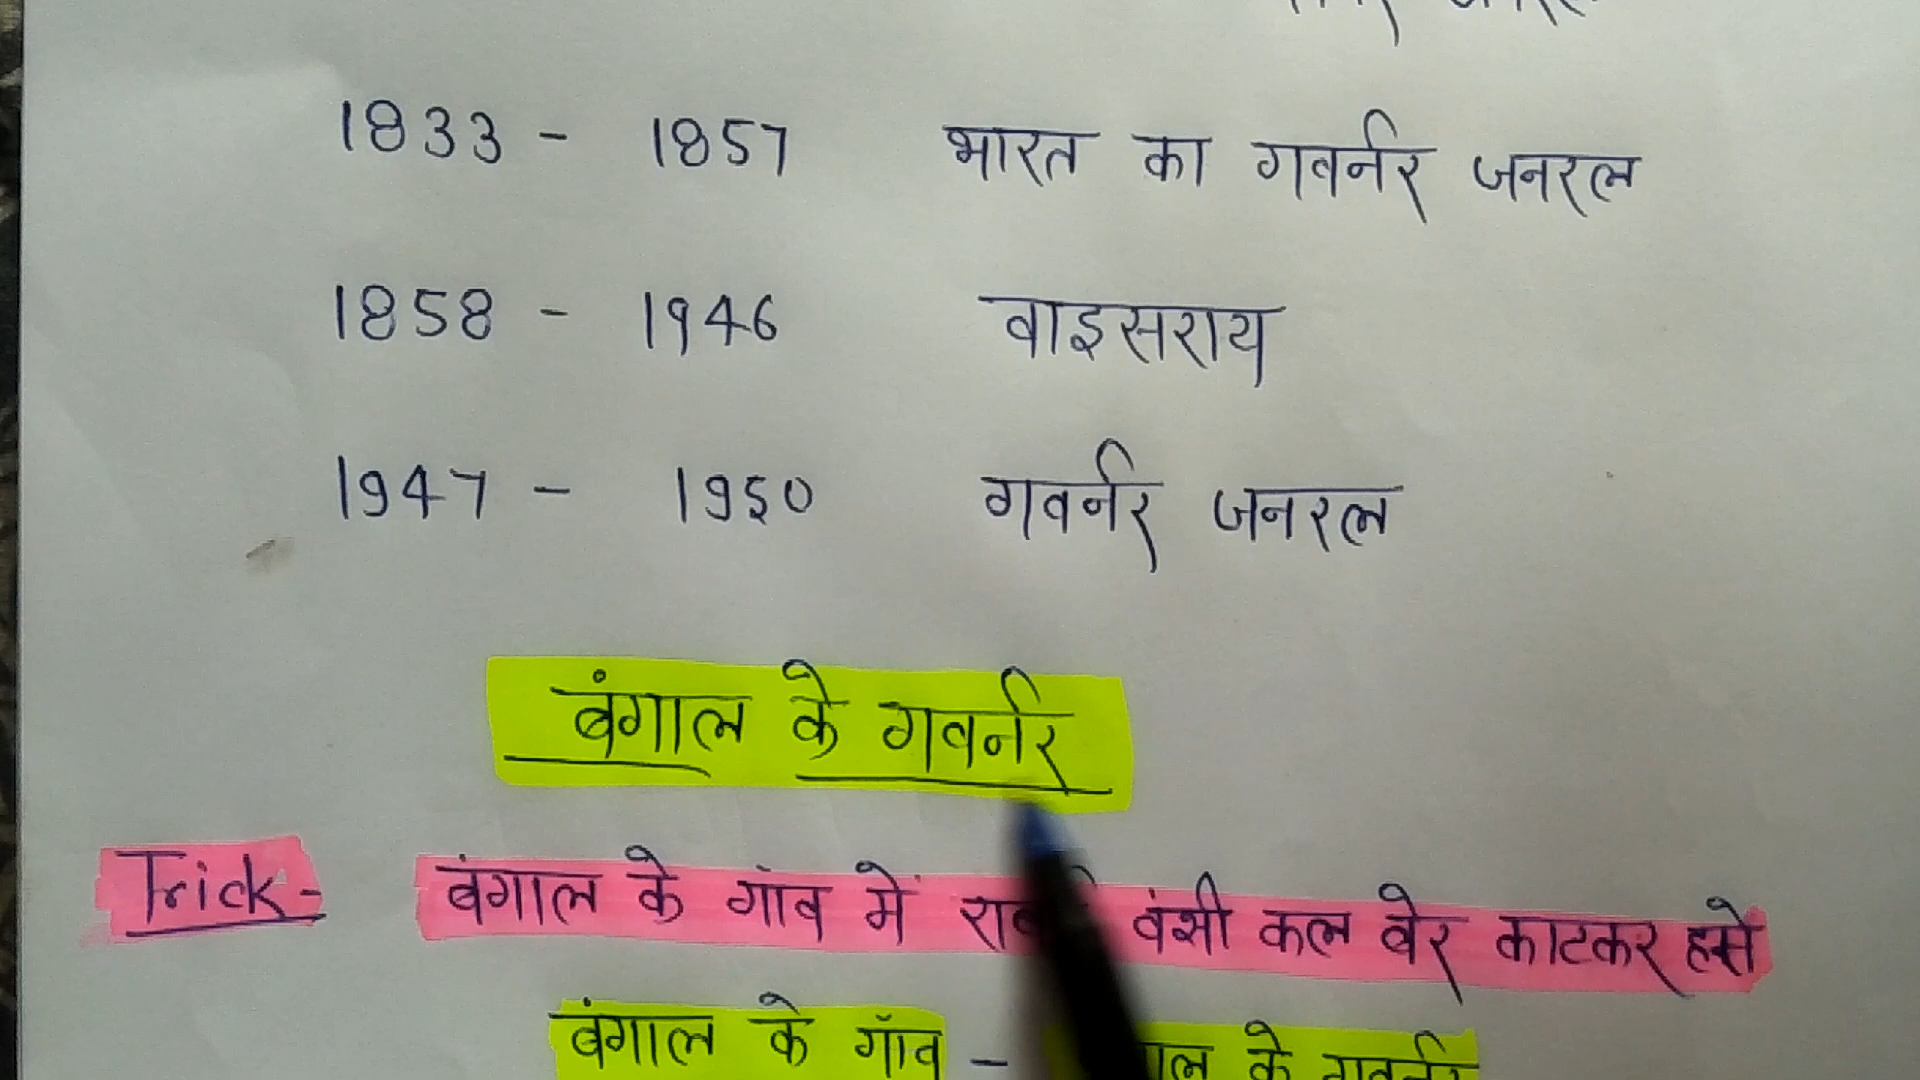 1833 - 1857 भारत का गवर्नर जनरल
1858 - 1946 वाइसराय
1947 - 1950 गवर्नर जनरल
बंगाल के गवर्नर
Trick- बंगाल के गॉव में वंसी कल वेर काटकर हसे
बंगाल के गॉव - के गवर्नर